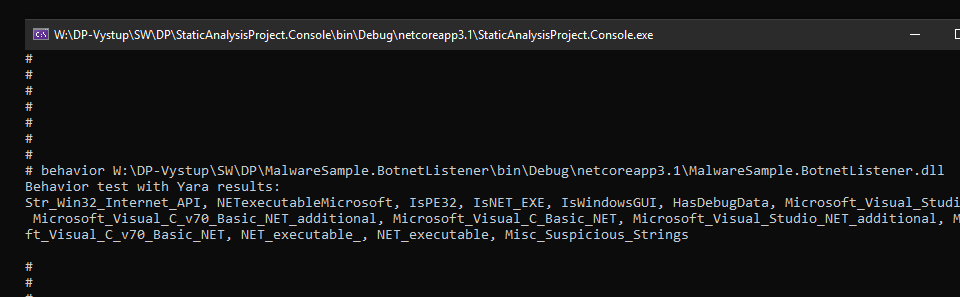 W:\DP-Vystup\SW\DP\StaticAnalysisProject.Console\bin\Debug\netcoreapp3.1\StaticAnalysisProject.Console.exe
#
#
#
#
#
#
#
# behavior W:\DP-Vystup\SW\DP\MalwareSample.BotnetListener\bin\Debug\netcoreapp3.1\MalwareSample.BotnetListener.dll
Behavior test with Yara results:
Str_Win32_Internet_API, NETexecutableMicrosoft, IsPE32, IsNET_EXE, IsWindowsGUI, HasDebugData, Microsoft_Visual_Studi
Microsoft_Visual_C_v70_Basic_NET_additional, Microsoft_Visual_C_Basic_NET, Microsoft_Visual_Studio_NET_additional, M
ft_Visual_C_v70_Basic_NET, NET_executable_, NET_executable, Misc_Suspicious_Strings
#
#
#